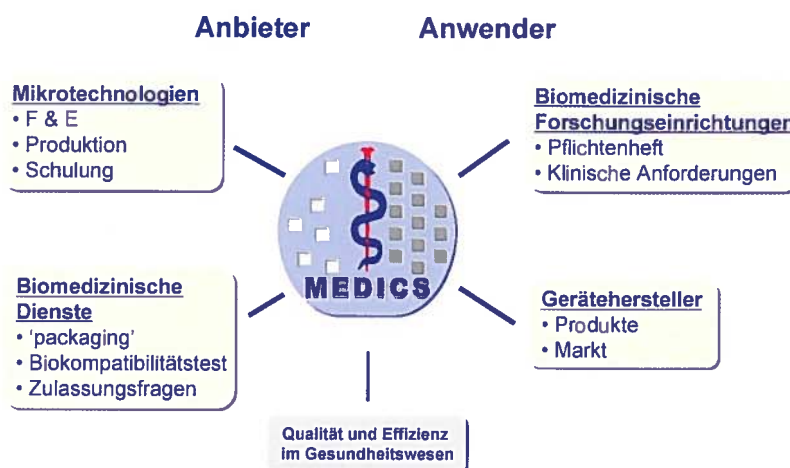 Anbieter
Anwender
Mikrotechnologien
• F & E
• Produktion
• Schulung
Biomedizinische
Forschungseinrichtungen
• Pflichtenheft
• Klinische Anforderungen
MEDICS
Biomedizinische
Dienste
• 'packaging'
• Biokompatibilitätstest
• Zulassungsfragen
Gerätehersteller
• Produkte
• Markt
Qualität und Effizienz
im Gesundheitswesen